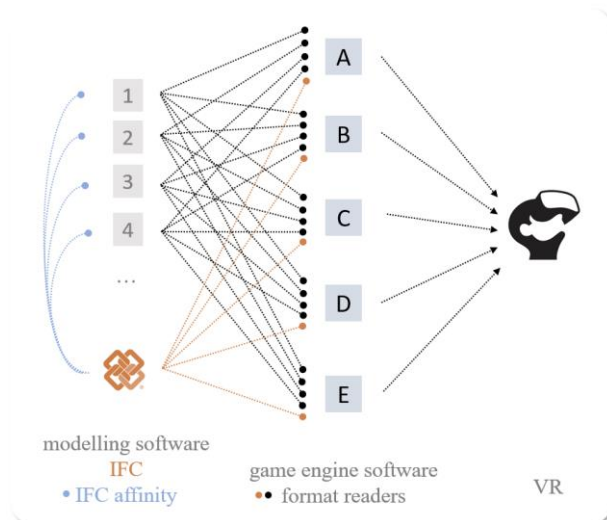 A
1
B
2
3
C
4
...
D
E
modelling software
IFC
• IFC affinity
game engine software
format readers
VR